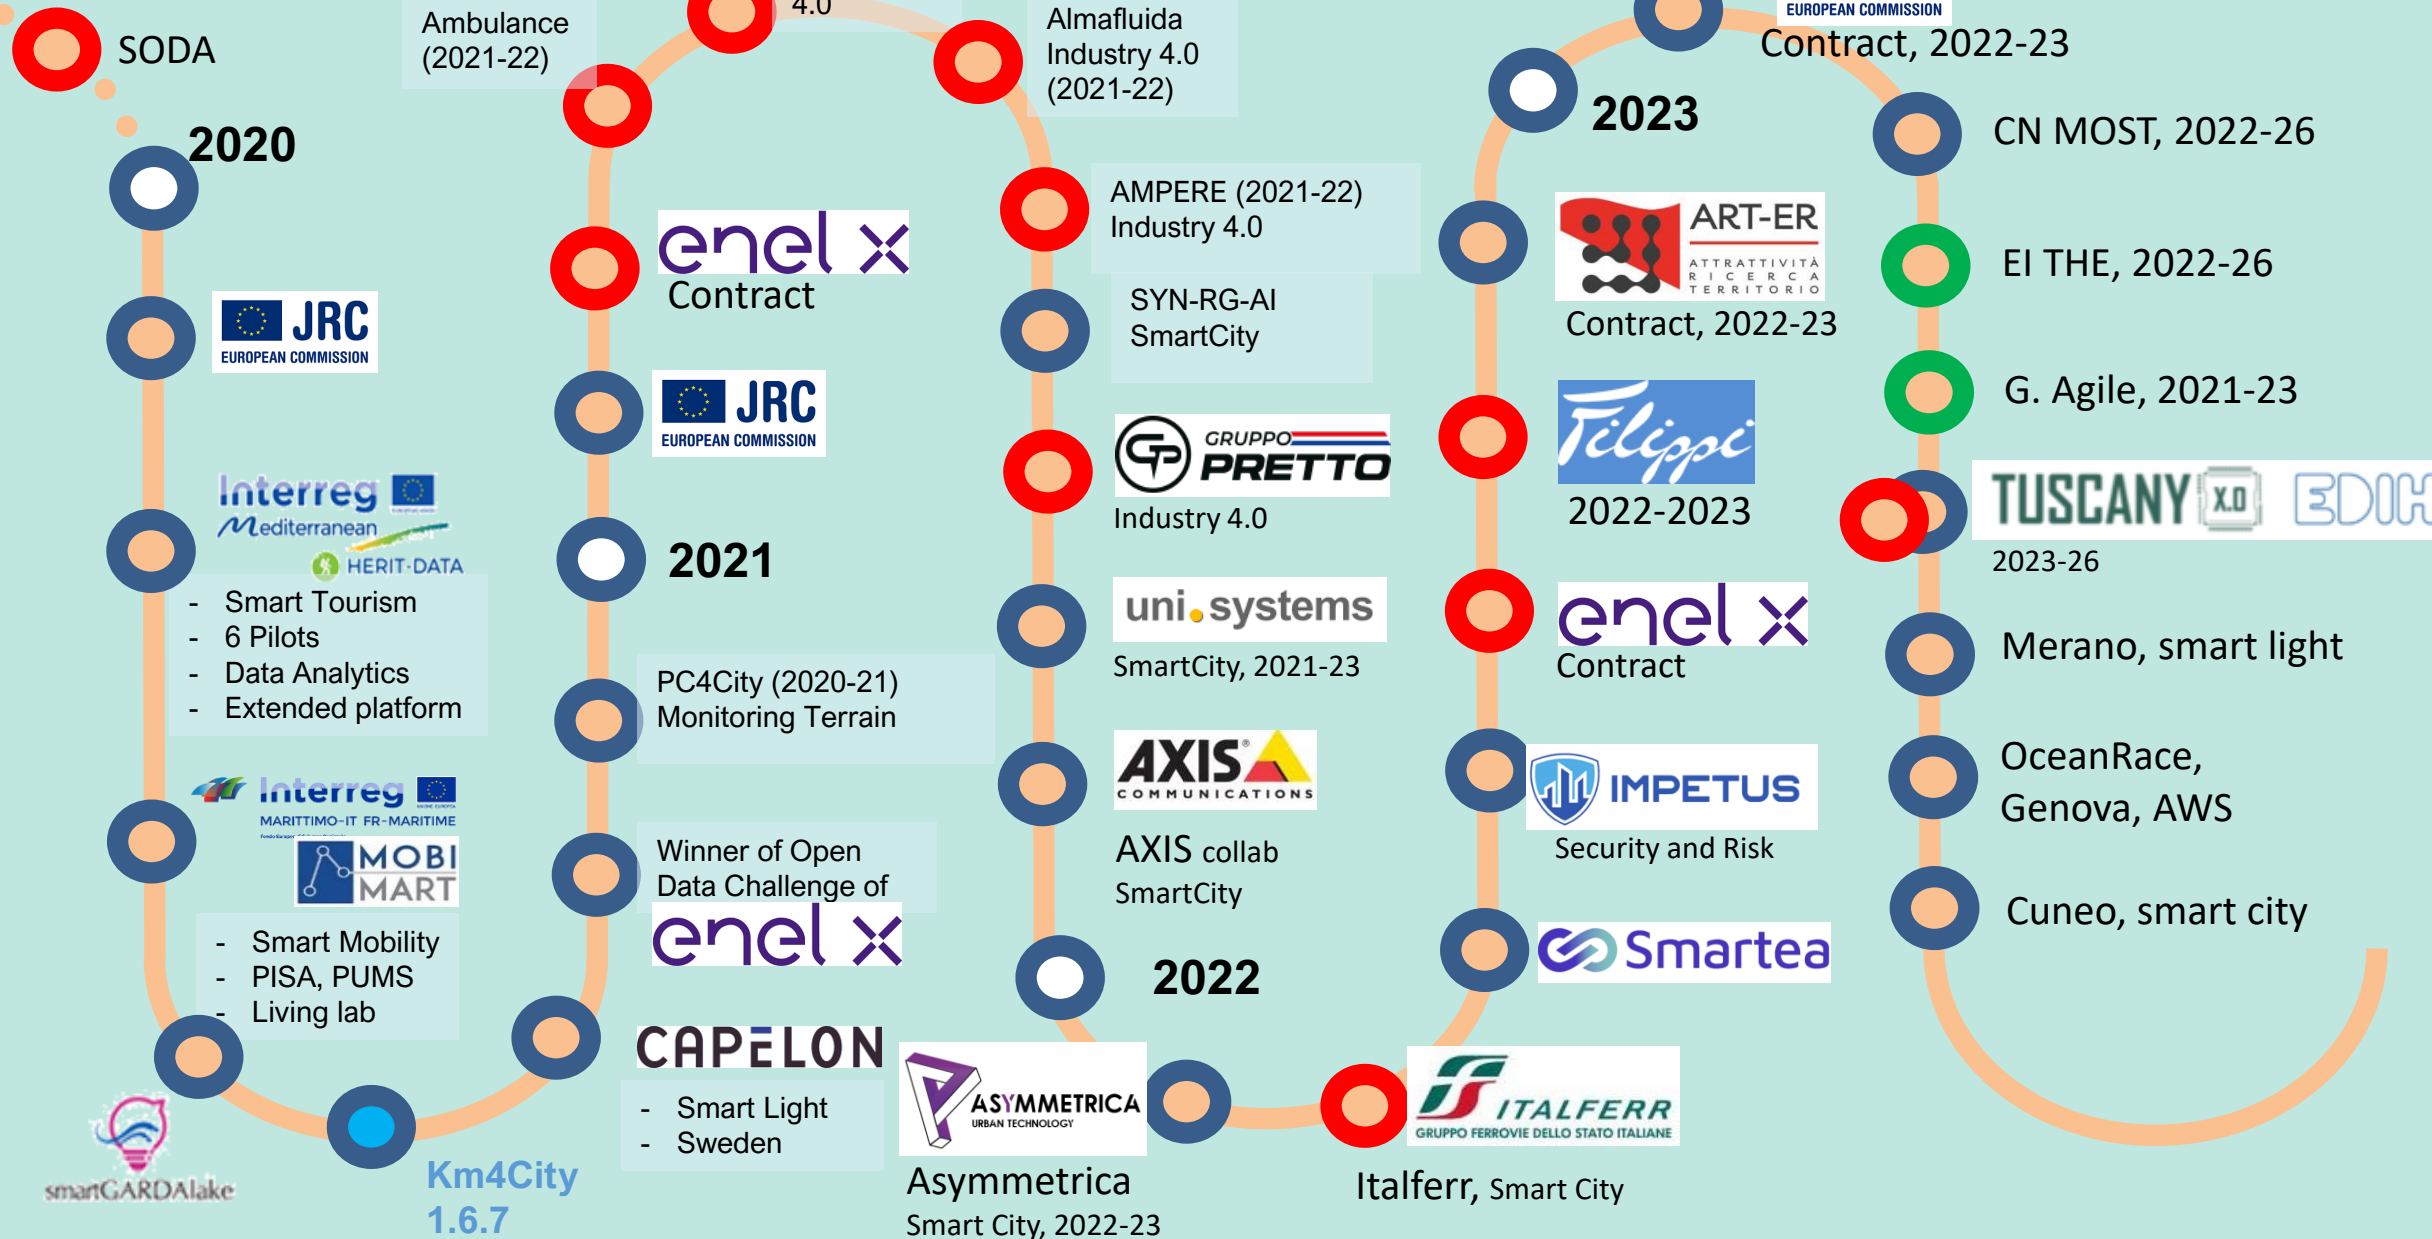 SODA
2020
JRC
EUROPEAN COMMISSION
Interreg
Mediterranean
HERIT-DATA
- Smart Tourism
- 6 Pilots
- Data Analytics
- Extended platform
Interreg
MARITTIMO-IT FR-MARITIME
MOBI
MART
- Smart Mobility
- PISA, PUMS
- Living lab
smartGARDAlake
Km4City
1.6.7
CAPELON
- Smart Light
- Sweden
Winner of Open
Data Challenge of
enel x
PC4City (2020-21)
Monitoring Terrain
2021
JRC
EUROPEAN COMMISSION
enel x
Contract
Ambulance
(2021-22)
4.0
Almafluida
Industry 4.0
(2021-22)
AMPERE (2021-22)
Industry 4.0
SYN-RG-AI
SmartCity
GP GRUPPO
PRETTO
Industry 4.0
uni.systems
SmartCity, 2021-23
AXIS
COMMUNICATIONS
AXIS collab
SmartCity
2022
ASYMMETRICA
URBAN TECHNOLOGY
Asymmetrica
Smart City, 2022-23
ITALFERR
GRUPPO FERROVIE DELLO STATO ITALIANE
Italferr, Smart City
Smartea
IMPETUS
Security and Risk
enel x
Contract
Filippi
2022-2023
ART-ER
ATTRATTIVITÀ
RICERCA
TERRITORIO
Contract, 2022-23
2023
EUROPEAN COMMISSION
Contract, 2022-23
CN MOST, 2022-26
EI THE, 2022-26
G. Agile, 2021-23
TUSCANY X.0 EDIH
2023-26
Merano, smart light
OceanRace,
Genova, AWS
Cuneo, smart city